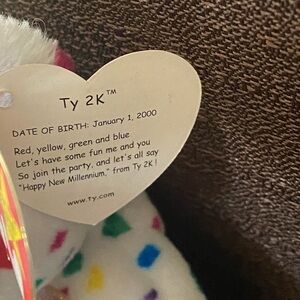 Ty 2K™
DATE OF BIRTH: January 1, 2000
Red, yellow, green and blue
Let's have some fun me and you
So join the party, and let's all say
"Happy New Millennium," from Ty 2K!
www.ty.com